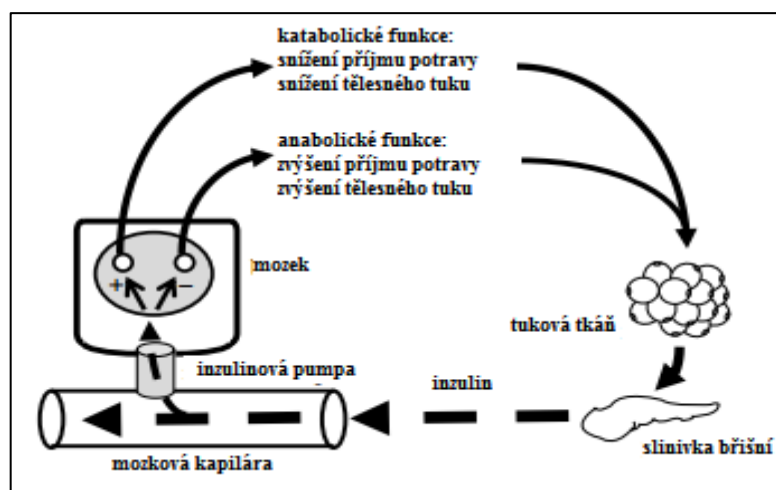 katabolické funkce:
snížení příjmu potravy
snížení tělesného tuku
anabolické funkce:
zvýšení příjmu potravy
zvýšení tělesného tuku
mozek
+
−
tuková tkáň
inzulinová pumpa
inzulin
slinivka břišní
mozková kapilára